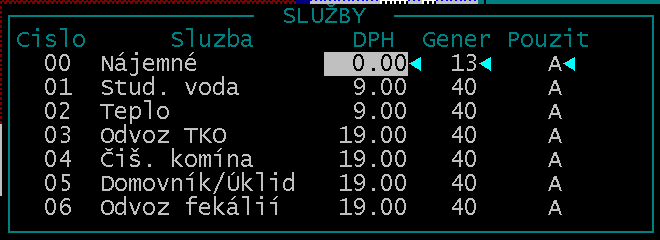 SLUŽBY
Cislo Sluzba DPH Gener Pouzit
00 Nájemné 0.00 13 A
01 Stud. voda 9.00 40 A
02 Teplo 9.00 40 A
03 Odvoz TKO 19.00 40 A
04 Čiš. komína 19.00 40 A
05 Domovník/Úklid 19.00 40 A
06 Odvoz fekálií 19.00 40 A